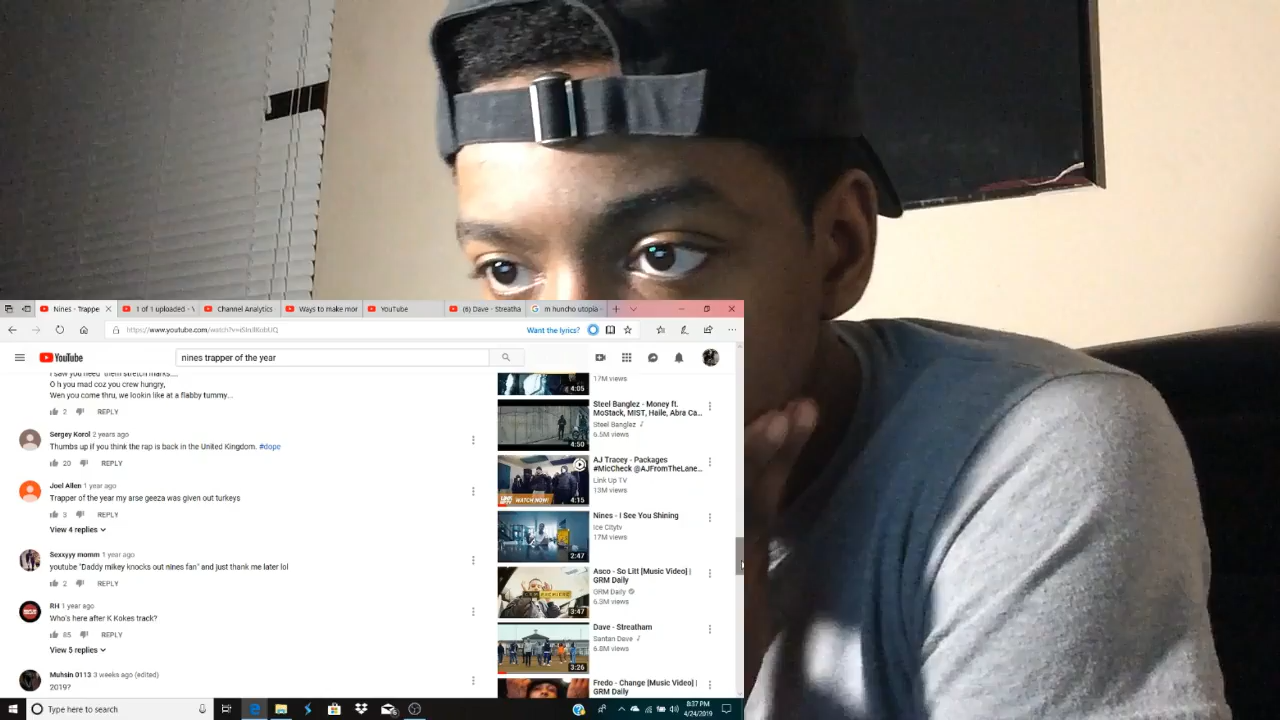 Nines - Trappe
1 of 1 uploaded - Y
Channel Analytics
Ways to make mor
YouTube
(6) Dave - Streatha
m huncho utopia
Want the lyrics?
YouTube
nines trapper of the year
I saw you need 'em stretch marks....
O h you mad coz you crew hungry,
Wen you come thru, we lookin like at a flabby tummy...
2 REPLY
Sergey Korol 2 years ago
Thumbs up if you think the rap is back in the United Kingdom. #dope
20 REPLY
Joel Allen 1 year ago
Trapper of the year my arse geeza was given out turkeys
3 REPLY
View 4 replies
Sexxyyy momm 1 year ago
youtube "Daddy mikey knocks out nines fan" and just thank me later lol
2 REPLY
RH 1 year ago
Who's here after K Kokes track?
85 REPLY
View 5 replies
Muhsin 0113 3 weeks ago (edited)
2019?
4:05
17M views
4:50
Steel Banglez - Money ft.
MoStack, MIST, Haile, Abra Ca...
Steel Banglez
6.5M views
WATCH NOW!
4:15
AJ Tracey - Packages
#MicCheck @AJFromTheLane...
Link Up TV
13M views
2:47
Nines - I See You Shining
Ice Citytv
17M views
3:47
Asco - So Litt [Music Video] |
GRM Daily
GRM Daily
6.3M views
3:26
Dave - Streatham
Santan Dave
6.8M views
Fredo - Change [Music Video] |
GRM Daily
Type here to search
8:37 PM
4/24/2019